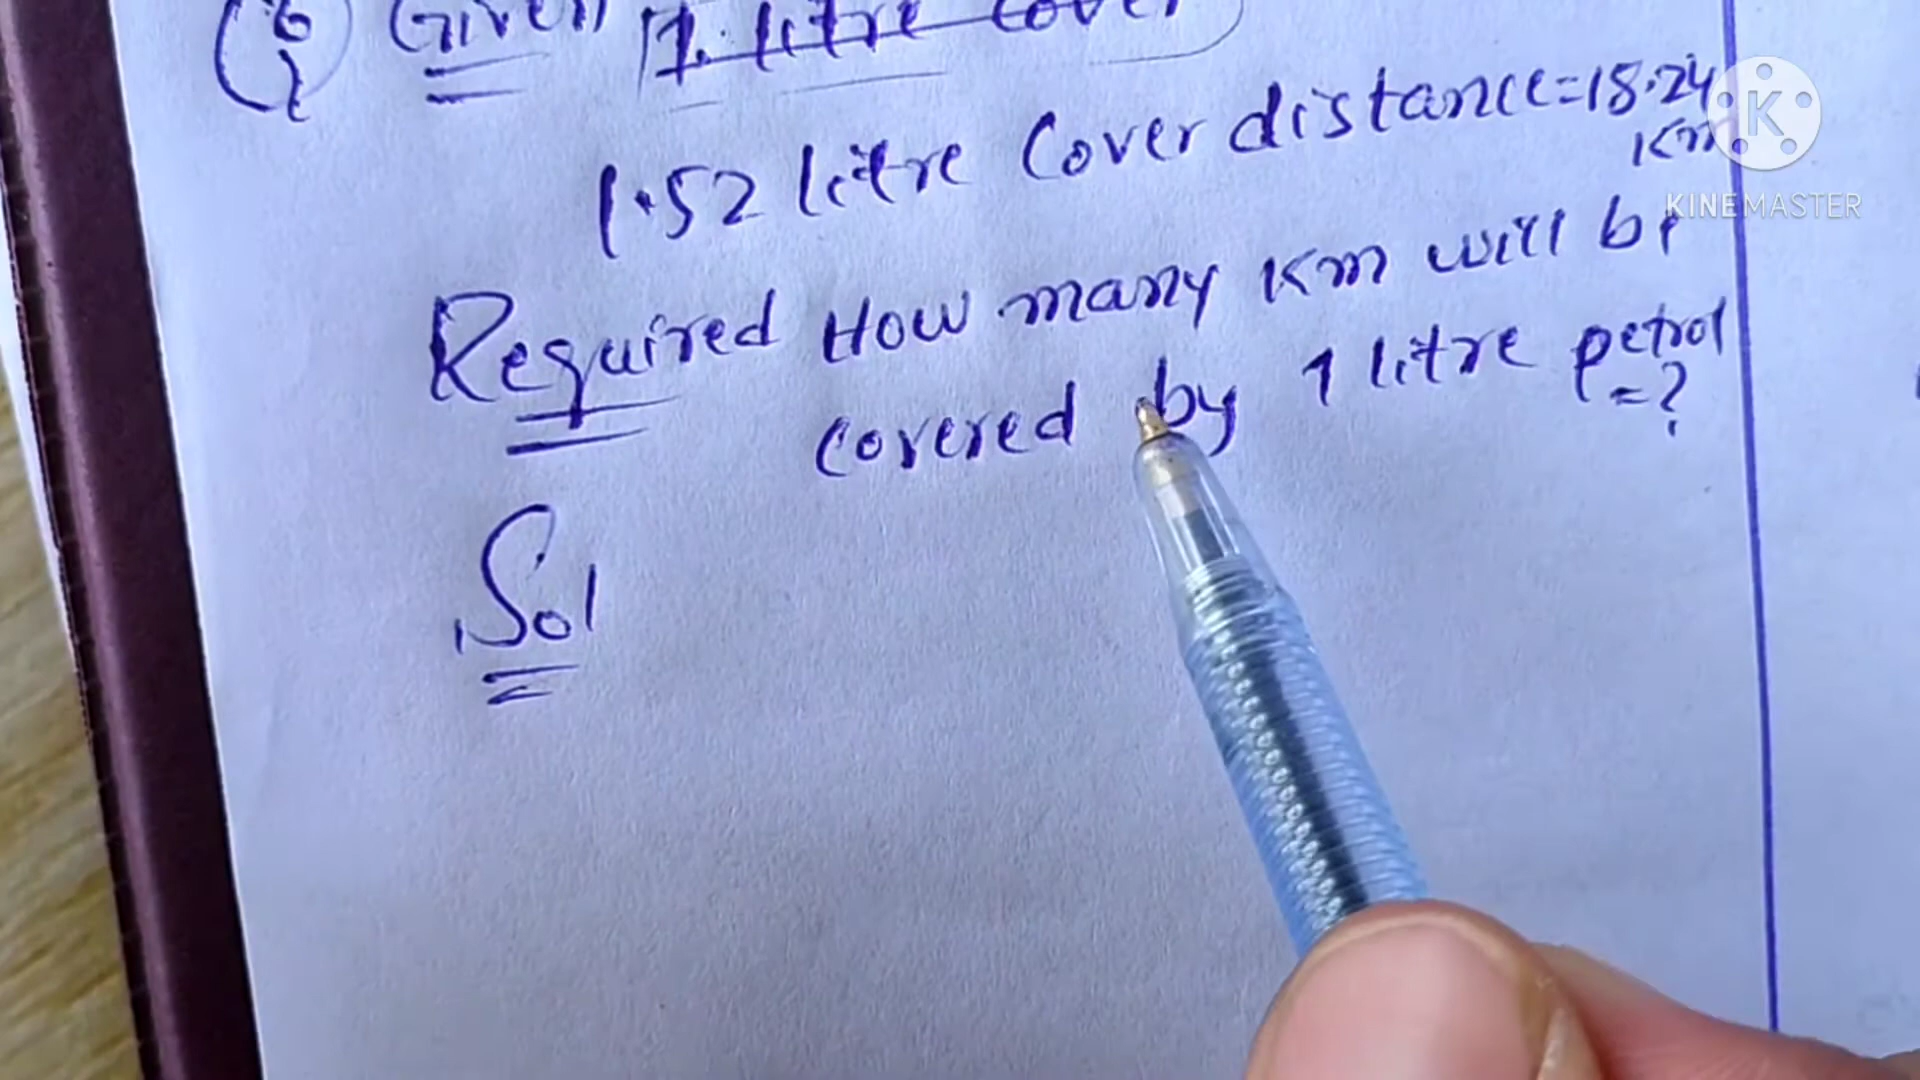 6 Given 1. litre cover
1.52 litre Cover distance=18.24
Km
K
KINEMASTER
Required How many Km will be
covered by 1 litre petrol
=?
Sol